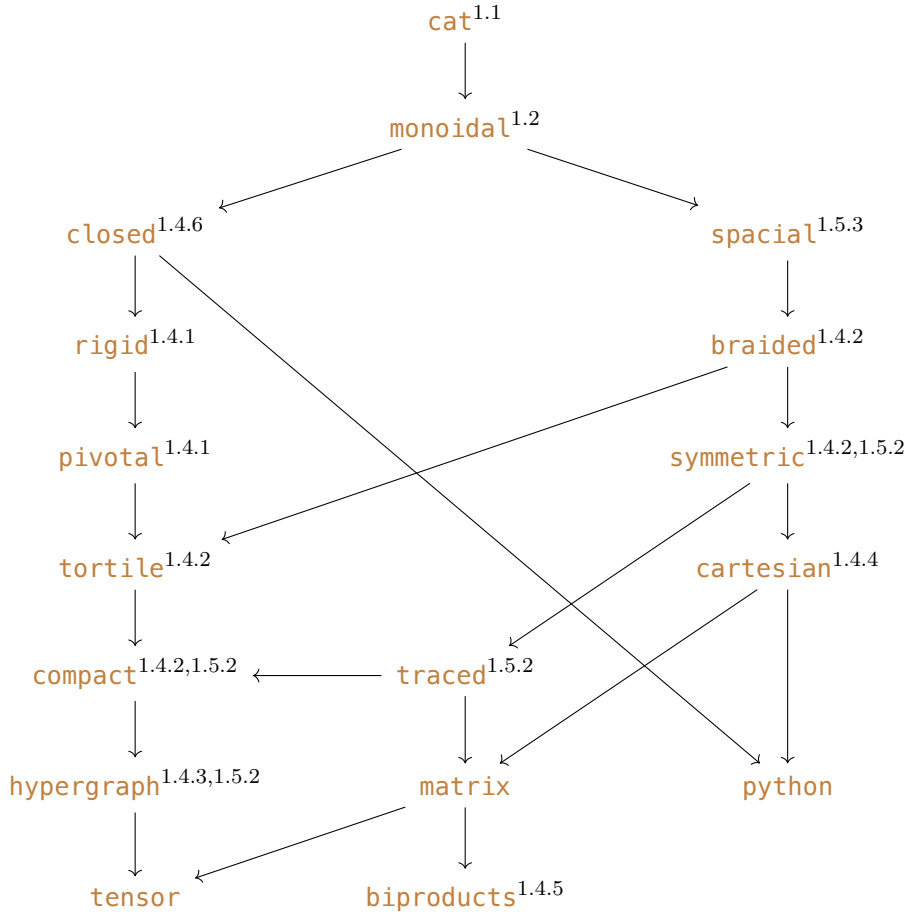 cat1.1
monoidal1.2
closed1.4.6 spacial1.5.3
rigid1.4.1 braided1.4.2
pivotal1.4.1 symmetric1.4.2,1.5.2
tortile1.4.2 cartesian1.4.4
compact1.4.2,1.5.2 traced1.5.2
hypergraph1.4.3,1.5.2 matrix python
tensor biproducts1.4.5